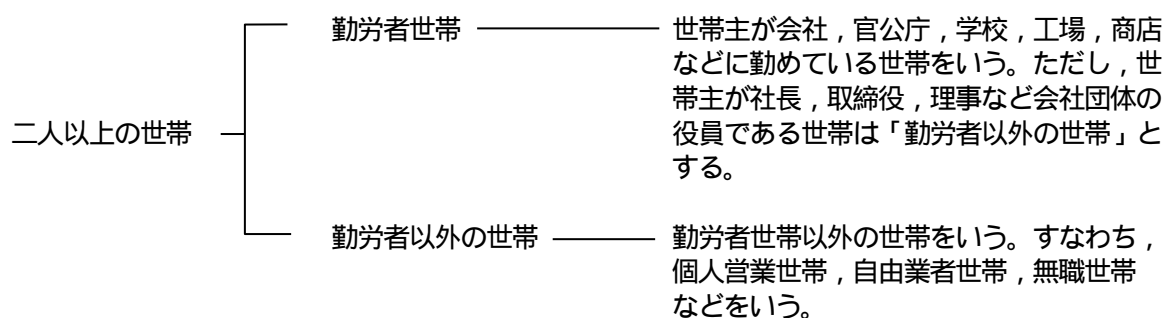 勤労者世帯
世帯主が会社，官公庁，学校，工場，商店
などに勤めている世帯をいう。ただし，世
帯主が社長，取締役，理事など会社団体の
役員である世帯は「勤労者以外の世帯」と
する。
二人以上の世帯
勤労者以外の世帯
勤労者世帯以外の世帯をいう。すなわち，
個人営業世帯，自由業者世帯，無職世帯
などをいう。